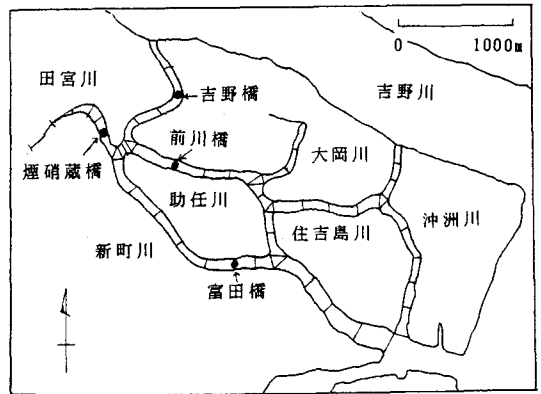 0 1000m
田宮川
吉野橋
吉野川
前川橋
大岡川
煙硝蔵橋
助任川
住吉島川
沖洲川
新町川
富田橋